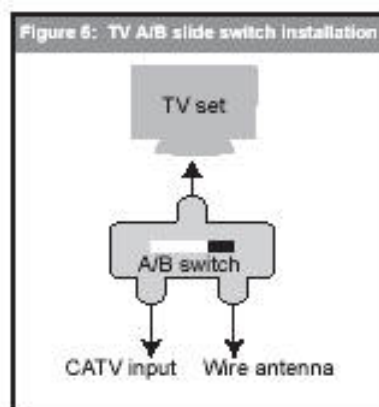 Figure 6: TV A/B slide switch installation
TV set
A/B switch
CATV input
Wire antenna